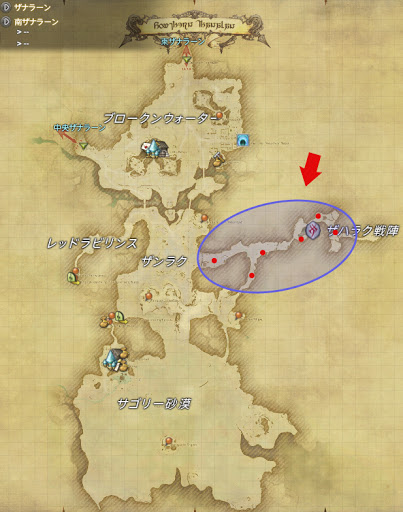 ザナラーン
南ザナラーン
> --
> --
東ザナラーン
中央ザナラーン
ブロークンウォーター
ザハラク戦陣
レッドラビリンス
ザンラク
サゴリー砂漠